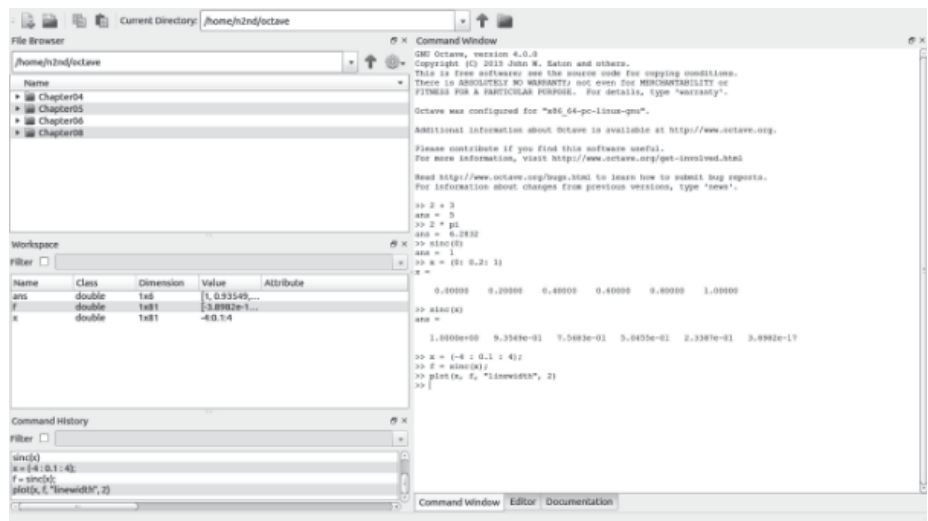 Current Directory: /home/n2nd/octave
File Browser
/home/n2nd/octave
Name
Chapter04
Chapter05
Chapter06
Chapter08
Workspace
Filter
Name Class Dimension Value Attribute
ans double 1x6 [1, 0.93549,...
f double 1x81 [-3.8982e-1...
x double 1x81 -4:0.1:4
Command History
Filter
sinc(x)
x = (-4 : 0.1 : 4);
f = sinc(x);
plot(x, f, "linewidth", 2)
Command Window
GNU Octave, version 4.0.0
Copyright (C) 2015 John W. Eaton and others.
This is free software; see the source code for copying conditions.
There is ABSOLUTELY NO WARRANTY; not even for MERCHANTABILITY or
FITNESS FOR A PARTICULAR PURPOSE.  For details, type 'warranty'.
Octave was configured for "x86_64-pc-linux-gnu".
Additional information about Octave is available at http://www.octave.org.
Please contribute if you find this software useful.
For more information, visit http://www.octave.org/get-involved.html
Read http://www.octave.org/bugs.html to learn how to submit bug reports.
For information about changes from previous versions, type 'news'.
>> 2 + 3
ans =  5
>> 2 * pi
ans =  6.2832
>> sinc(0)
ans =  1
>> x = (0: 0.2: 1)
x =
0.00000 0.20000 0.40000 0.60000 0.80000 1.00000
>> sinc(x)
ans =
1.0000e+00 9.3549e-01 7.5683e-01 5.0455e-01 2.3387e-01 3.8982e-17
>> x = (-4 : 0.1 : 4);
>> f = sinc(x);
>> plot(x, f, "linewidth", 2)
>>
Command Window Editor Documentation